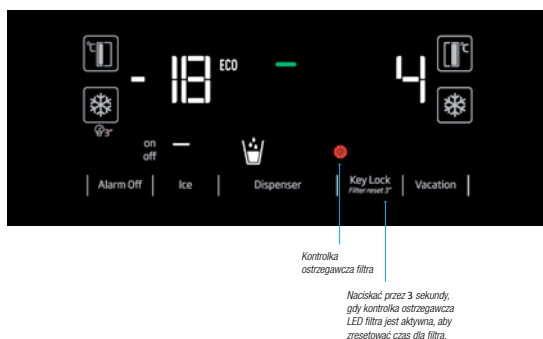 °C
°C
-18 ECO
4
3"
on
off
Alarm Off
Ice
Dispenser
Key Lock
Filter reset 3"
Vacation
Kontrolka
ostrzegawcza filtra
Naciskać przez 3 sekundy,
gdy kontrolka ostrzegawcza
LED filtra jest aktywna, aby
zresetować czas dla filtra.